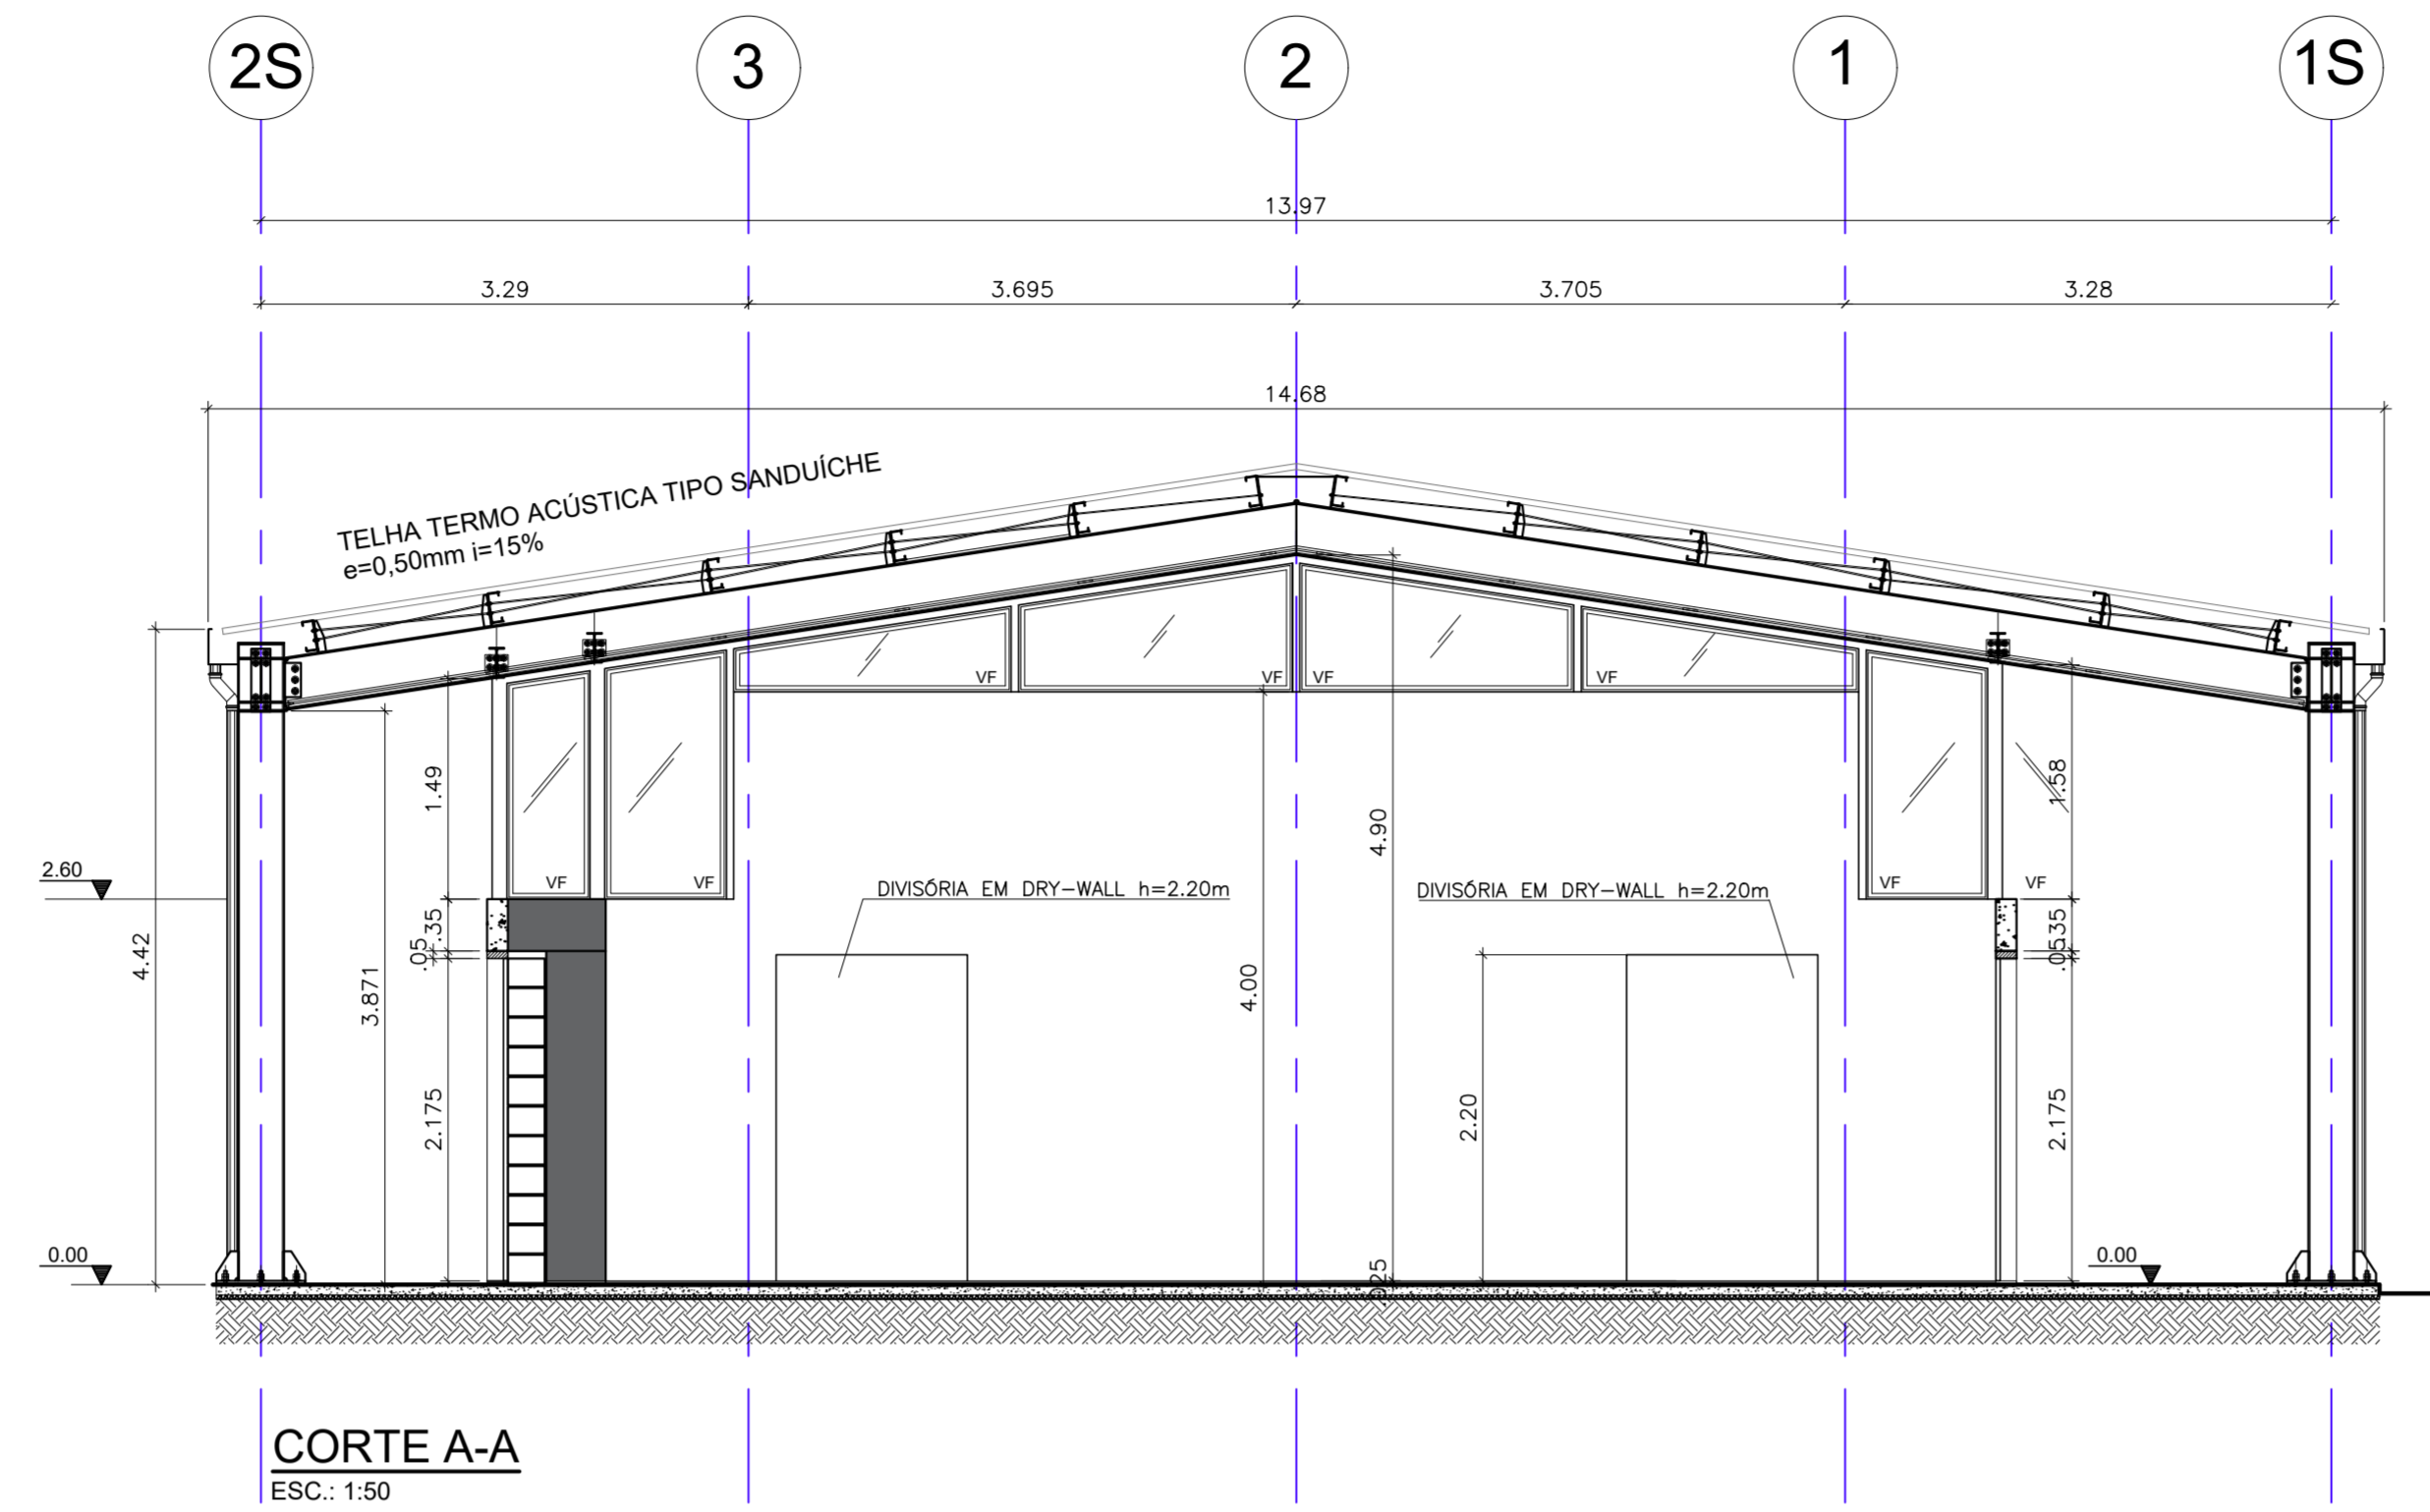 2S
3
2
1
1S
13.97
3.29
3.695
3.705
3.28
14.68
TELHA TERMO ACÚSTICA TIPO SANDUÍCHE
e=0,50mm i=15%
VF
VF
VF
VF
1.49
1.58
4.90
2.60
VF
VF
VF
VF
DIVISÓRIA EM DRY-WALL h=2.20m
DIVISÓRIA EM DRY-WALL h=2.20m
.35
.05
.35
.05
4.42
3.871
4.00
2.175
2.20
2.175
0.00
0.00
.025
CORTE A-A
ESC.: 1:50